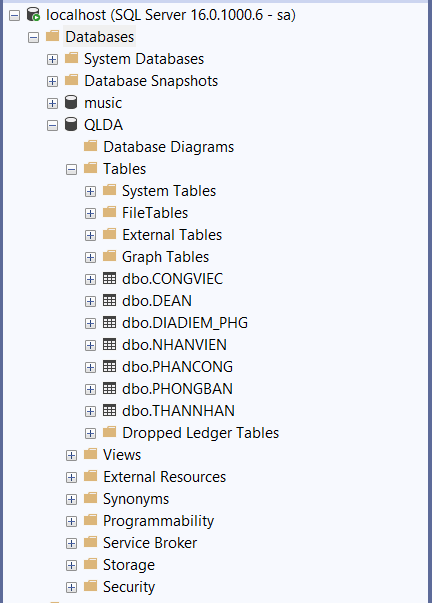 localhost (SQL Server 16.0.1000.6 - sa)
Databases
System Databases
Database Snapshots
music
QLDA
Database Diagrams
Tables
System Tables
FileTables
External Tables
Graph Tables
dbo.CONGVIEC
dbo.DEAN
dbo.DIADIEM_PHG
dbo.NHANVIEN
dbo.PHANCONG
dbo.PHONGBAN
dbo.THANNHAN
Dropped Ledger Tables
Views
External Resources
Synonyms
Programmability
Service Broker
Storage
Security